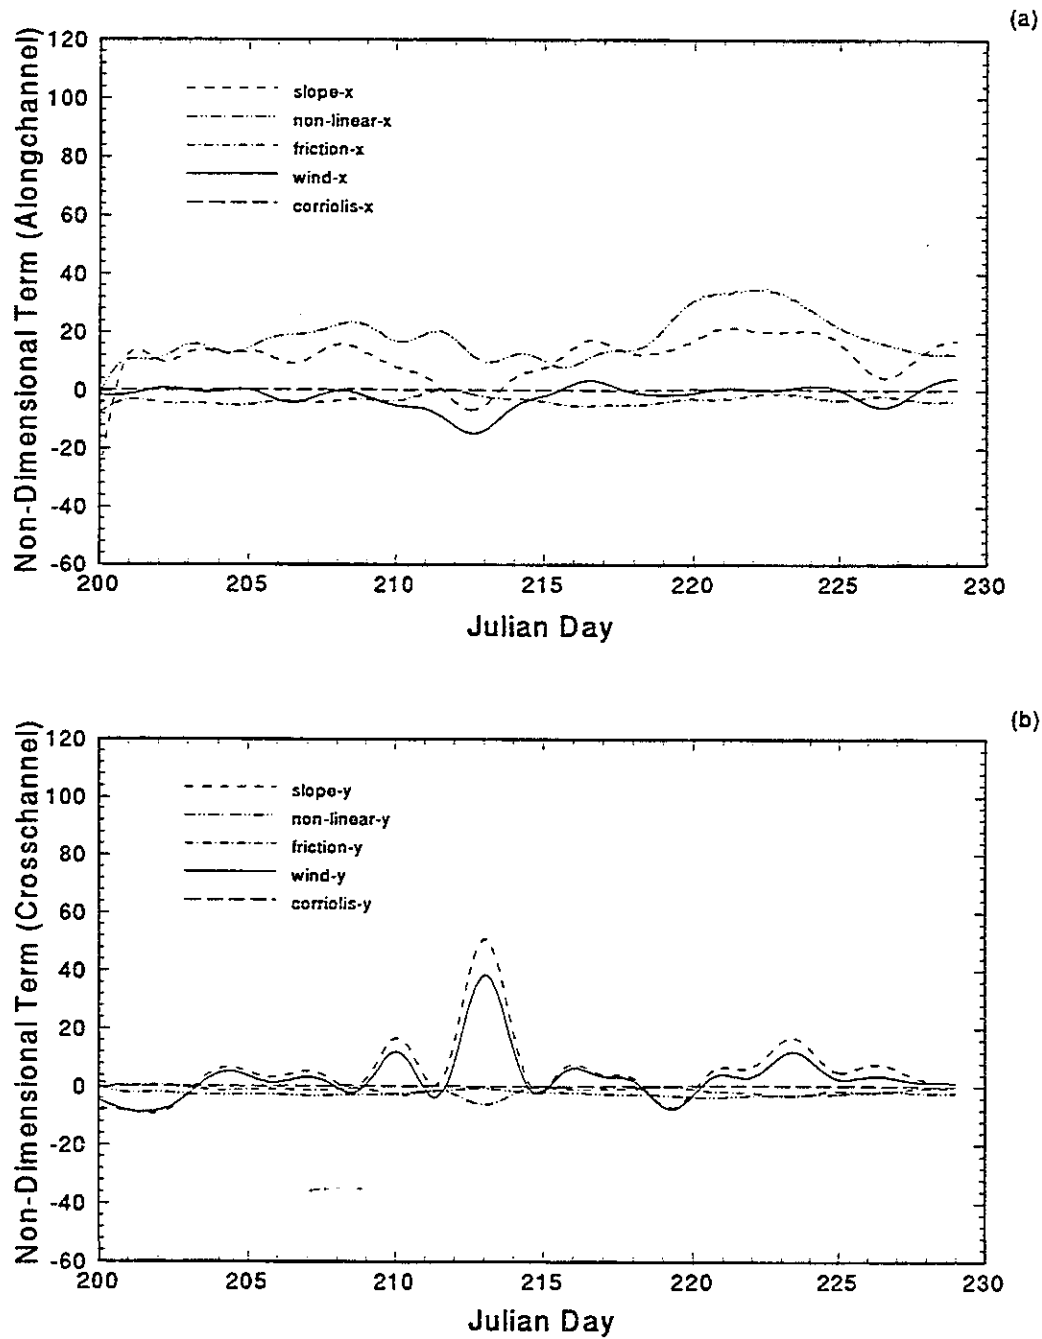 (a)
Non-Dimensional Term (Alongchannel)
120
100
80
60
40
20
0
-20
-40
-60
slope-x
non-linear-x
friction-x
wind-x
corriolis-x
200 205 210 215 220 225 230
Julian Day
(b)
Non-Dimensional Term (Crosschannel)
120
100
80
60
40
20
0
-20
-40
-60
slope-y
non-linear-y
friction-y
wind-y
corriolis-y
200 205 210 215 220 225 230
Julian Day